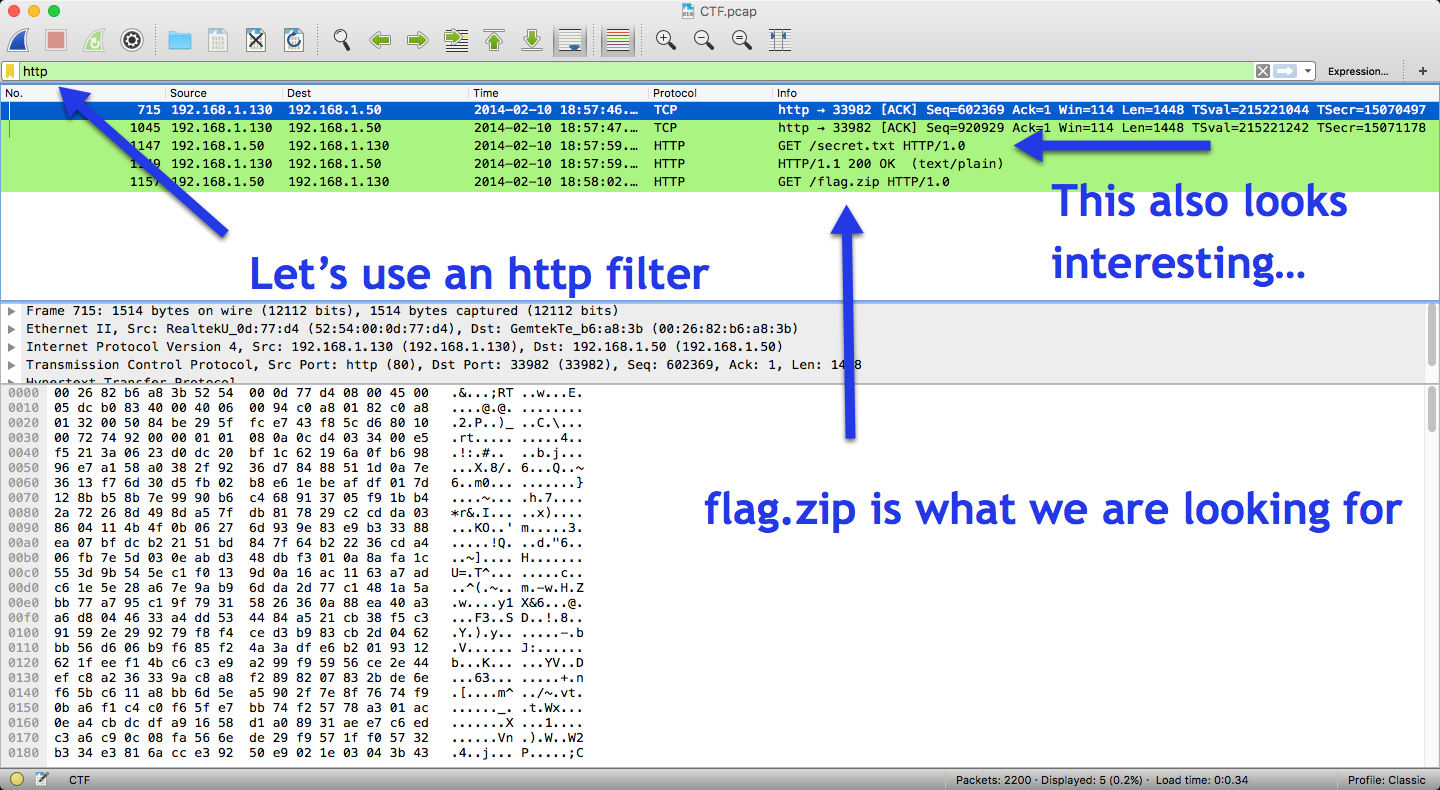 CTF.pcap
http
Expression...
+
No. Source Dest Time Protocol Info
715 192.168.1.130 192.168.1.50 2014-02-10 18:57:46... TCP http → 33982 [ACK] Seq=602369 Ack=1 Win=114 Len=1448 TSval=215221044 TSecr=15070497
1045 192.168.1.130 192.168.1.50 2014-02-10 18:57:47... TCP http → 33982 [ACK] Seq=920929 Ack=1 Win=114 Len=1448 TSval=215221242 TSecr=15071178
1147 192.168.1.50 192.168.1.130 2014-02-10 18:57:59... HTTP GET /secret.txt HTTP/1.0
192.168.1.130 192.168.1.50 2014-02-10 18:57:59... HTTP HTTP/1.1 200 OK (text/plain)
1157 192.168.1.50 192.168.1.130 2014-02-10 18:58:02... HTTP GET /flag.zip HTTP/1.0
This also looks
interesting...
Let's use an http filter
Frame 715: 1514 bytes on wire (12112 bits), 1514 bytes captured (12112 bits)
Ethernet II, Src: RealtekU_0d:77:d4 (52:54:00:0d:77:d4), Dst: GemtekTe_b6:a8:3b (00:26:82:b6:a8:3b)
Internet Protocol Version 4, Src: 192.168.1.130 (192.168.1.130), Dst: 192.168.1.50 (192.168.1.50)
Transmission Control Protocol, Src Port: http (80), Dst Port: 33982 (33982), Seq: 602369, Ack: 1, Len: 1448
Hypertext Transfer Protocol
0000 00 26 82 b6 a8 3b 52 54 00 0d 77 d4 08 00 45 00 .&...;RT ..w...E.
0010 05 dc b0 83 40 00 40 06 00 94 c0 a8 01 82 c0 a8 ....@.@. ........
0020 01 32 00 50 84 be 29 5f fc e7 43 f8 5c d6 80 10 .2.P..)_ ..C.\...
0030 00 72 74 92 00 00 01 01 08 0a 0c d4 03 34 00 e5 .rt..... .....4..
0040 f5 21 3a 06 23 d0 dc 20 bf 1c 62 19 6a 0f b6 98 .!:.#.. ..b.j...
0050 96 e7 a1 58 a0 38 2f 92 36 d7 84 88 51 1d 0a 7e ...X.8/. 6...Q..~
0060 36 13 f7 6d 30 d5 fb 02 b8 e6 1e be af df 01 7d 6..m0... .......}
0070 12 8b b5 8b 7e 99 90 b6 c4 68 91 37 05 f9 1b b4 ....~... .h.7....
0080 2a 72 26 8d 49 8d a5 7f db 81 78 29 c2 cd da 03 *r&.I... ..x)....
0090 86 04 11 4b 4f 0b 06 27 6d 93 9e 83 e9 b3 33 88 ...KO..' m.....3.
00a0 ea 07 bf dc b2 21 51 bd 84 7f 64 b2 22 36 cd a4 .....!Q. ..d."6..
00b0 06 fb 7e 5d 03 0e ab d3 48 db f3 01 0a 8a fa 1c ..~].... H.......
00c0 55 3d 9b 54 5e c1 f0 13 9d 0a 16 ac 11 63 a7 ad U=.T^... .....c..
00d0 c6 1e 5e 28 a6 7e 9a b9 6d da 2d 77 c1 48 1a 5a ..^(.~.. m.-w.H.Z
00e0 bb 77 a7 95 c1 9f 79 31 58 26 36 0a 88 ea 40 a3 .w....y1 X&6...@.
00f0 a6 d8 04 46 33 a4 dd 53 44 84 a5 21 cb 38 f5 c3 ...F3..S D..!.8..
0100 91 59 2e 29 92 79 f8 f4 ce d3 b9 83 cb 2d 04 62 .Y.).y.. .....-.b
0110 bb 56 d6 06 b9 f6 85 f2 4a 3a df e6 b2 01 93 12 .V...... J:......
0120 62 1f ee f1 4b c6 c3 e9 a2 99 f9 59 56 ce 2e 44 b...K... ...YV..D
0130 ef c8 a2 36 33 9a c8 a8 f2 89 82 07 83 2b de 6e ...63... .....+.n
0140 f6 5b c6 11 a8 bb 6d 5e a5 90 2f 7e 8f 76 74 f9 .[....m^ ../~.vt.
0150 0b a6 f1 c4 c0 f6 5f e7 bb 74 f2 57 78 a3 01 ac ......_. .t.Wx...
0160 0e a4 cb dc df a9 16 58 d1 a0 89 31 ae e7 c6 ed .......X ...1....
0170 c3 a6 c9 0c 08 fa 56 6e de 29 f9 57 1f f0 57 32 ......Vn .).W..W2
0180 b3 34 e3 81 6a cc e3 92 50 e9 02 1e 03 04 3b 43 .4..j... P.....;C
flag.zip is what we are looking for
CTF
Packets: 2200 · Displayed: 5 (0.2%) · Load time: 0:0.34
Profile: Classic